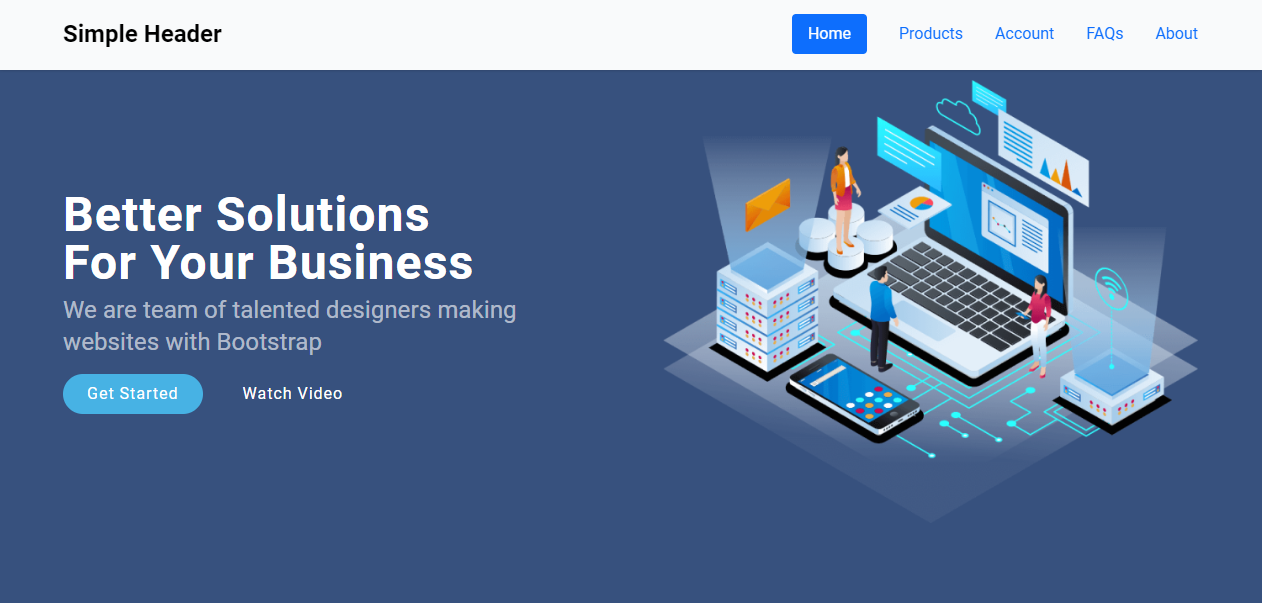 Simple Header
Home
Products
Account
FAQs
About
Better Solutions
For Your Business
We are team of talented designers making
websites with Bootstrap
Get Started
Watch Video